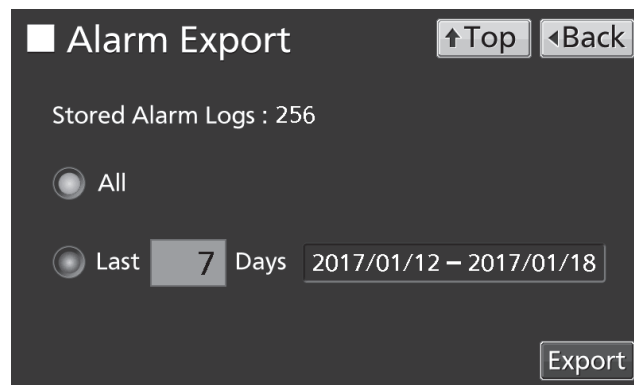 Alarm Export ↑Top ◂Back
Stored Alarm Logs : 256
All
Last 7 Days 2017/01/12 – 2017/01/18
Export